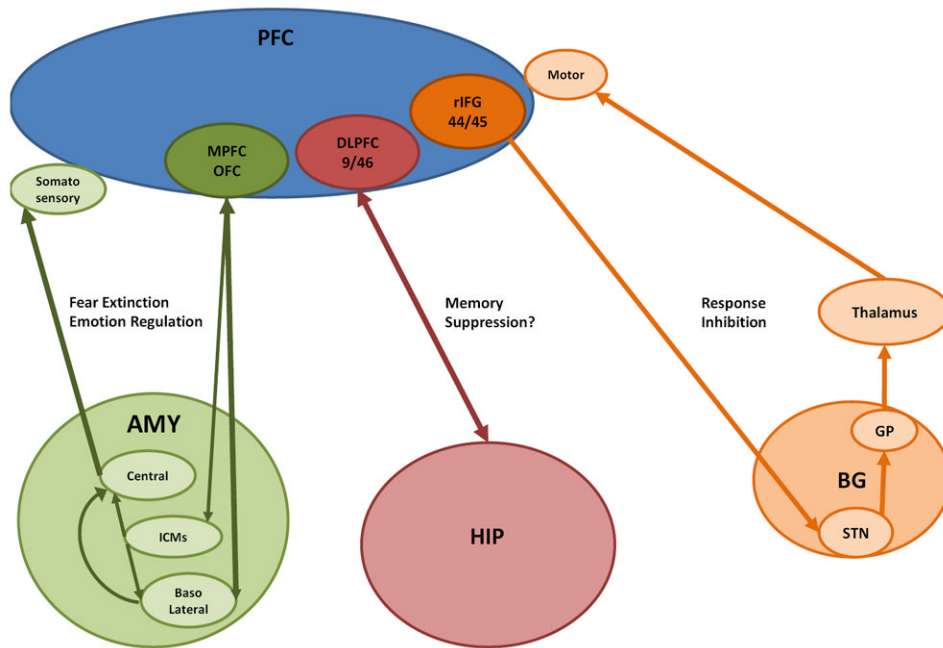 PFC
Motor
rIFG
44/45
DLPFC
9/46
MPFC
OFC
Somato
sensory
Fear Extinction
Emotion Regulation
Memory
Suppression?
Response
Inhibition
Thalamus
AMY
Central
ICMs
Baso
Lateral
HIP
GP
BG
STN